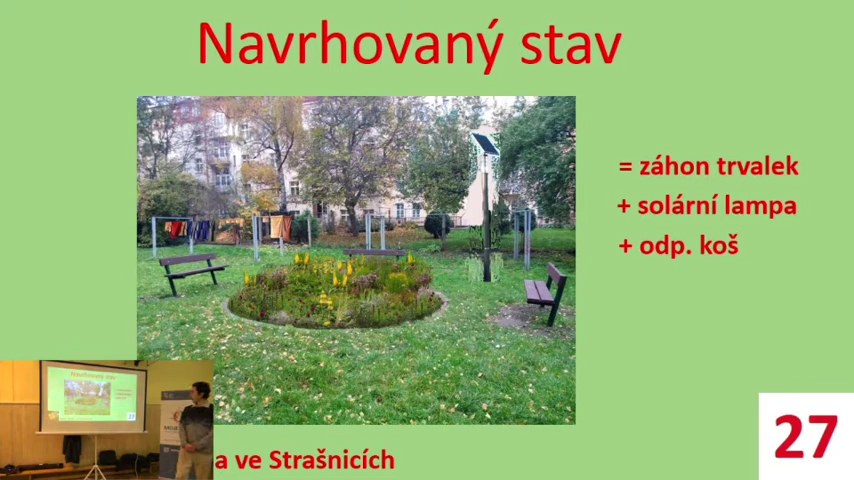 Navrhovaný stav
= záhon trvalek
+ solární lampa
+ odp. koš
a ve Strašnicích
27